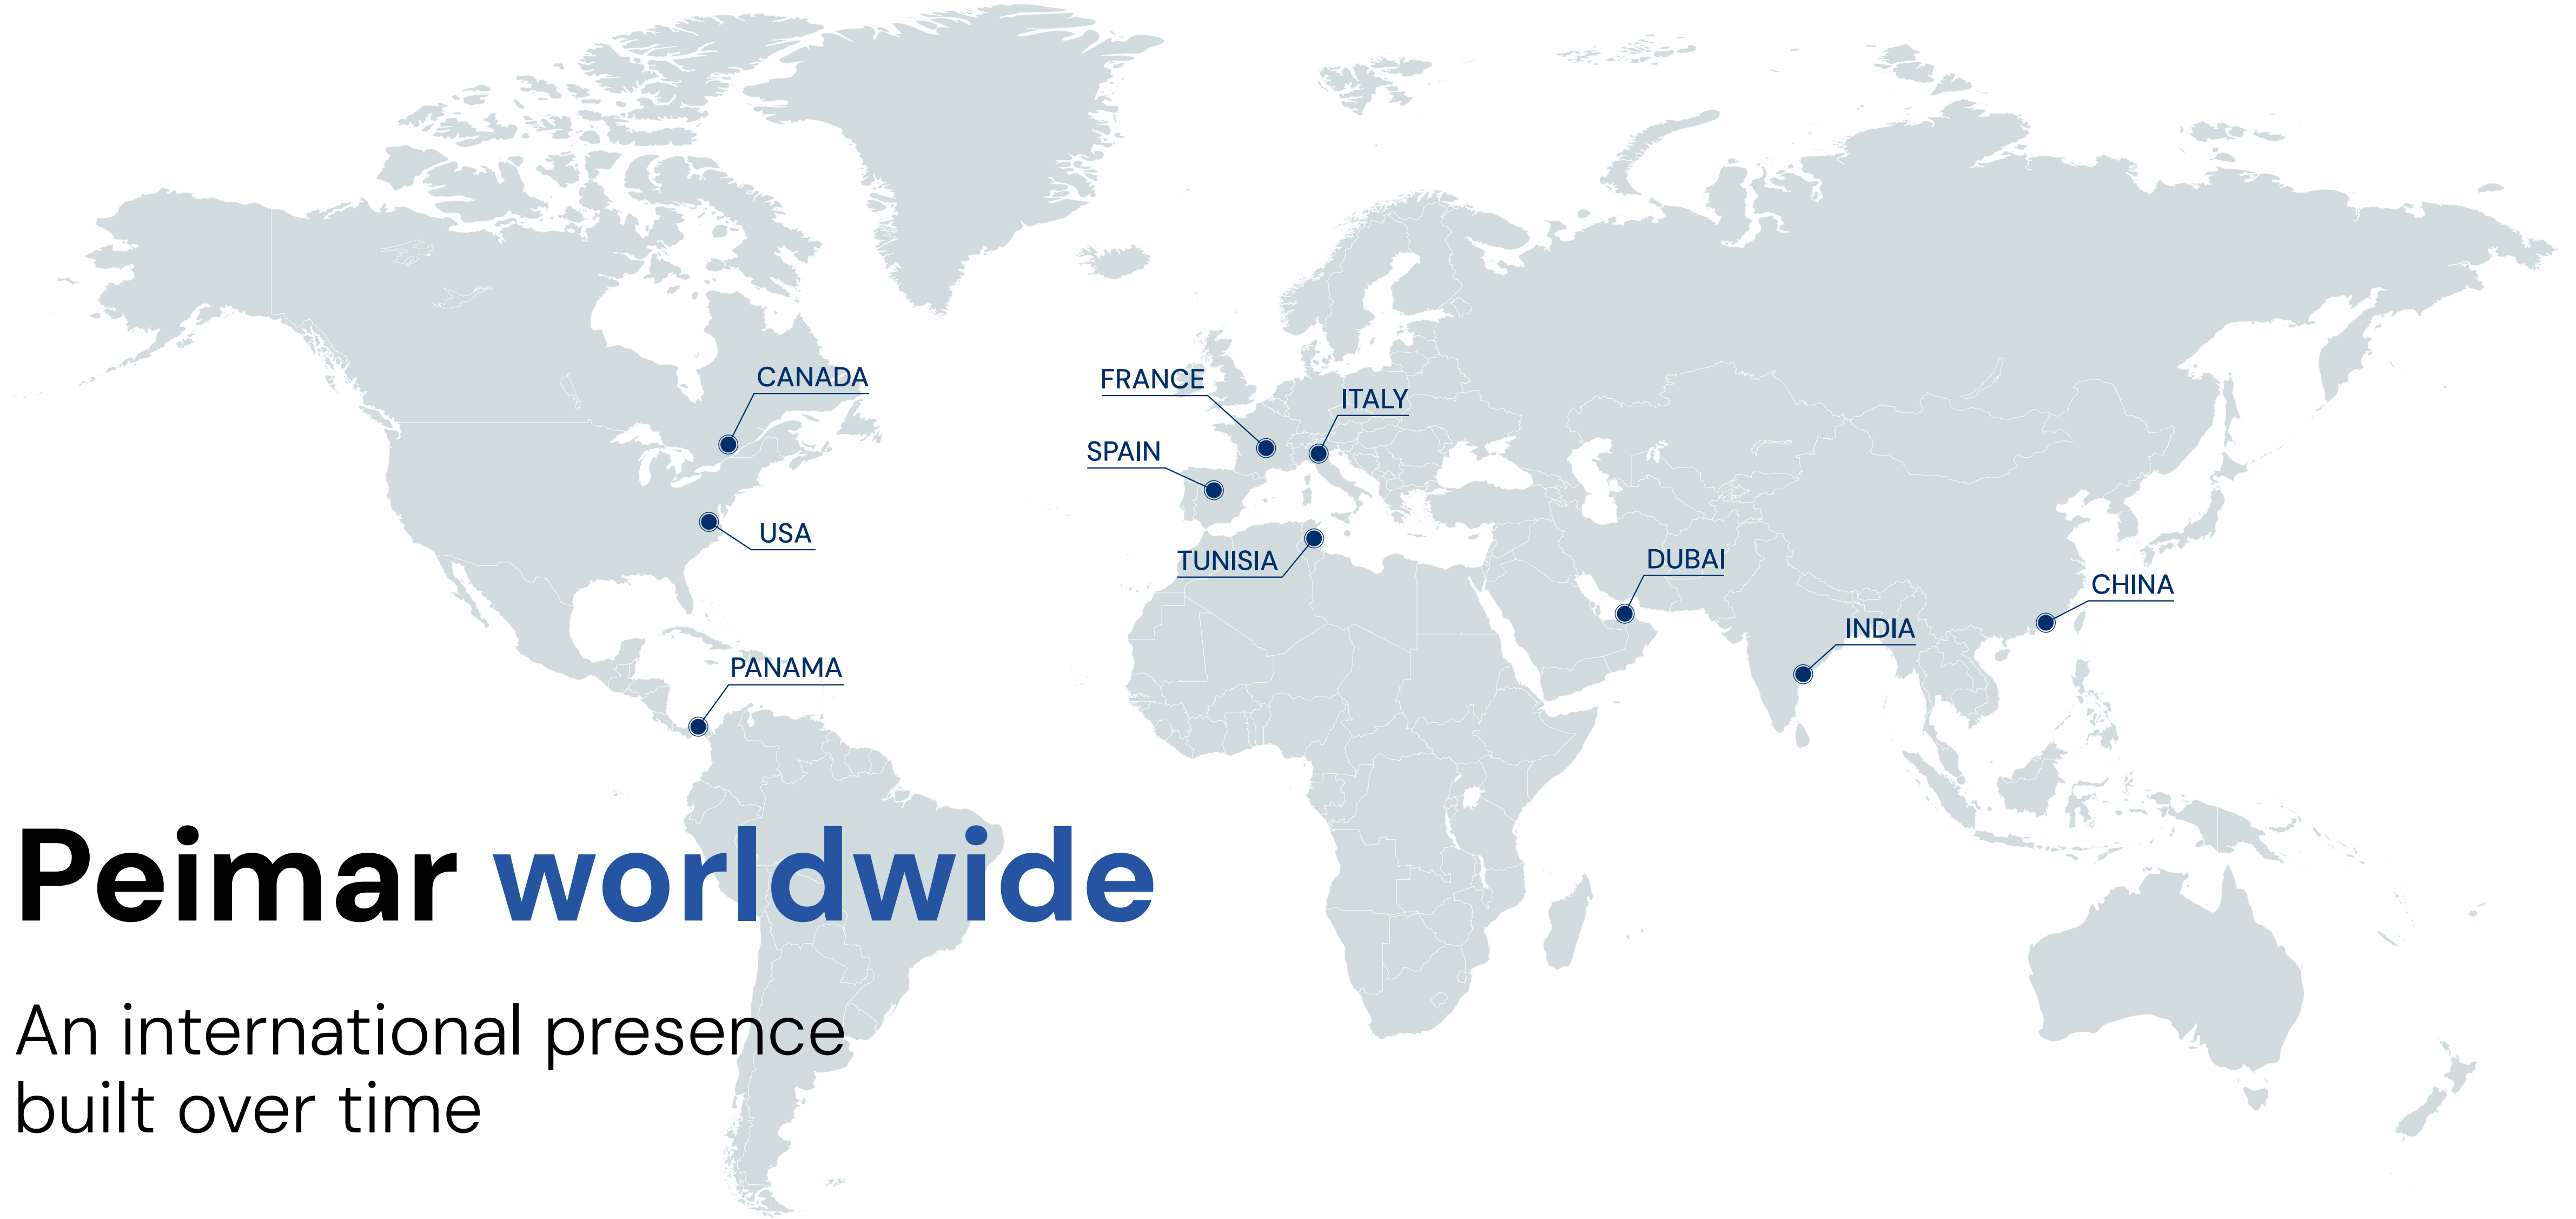 CANADA
FRANCE
ITALY
SPAIN
USA
TUNISIA
DUBAI
CHINA
INDIA
PANAMA
Peimar worldwide
An international presence
built over time